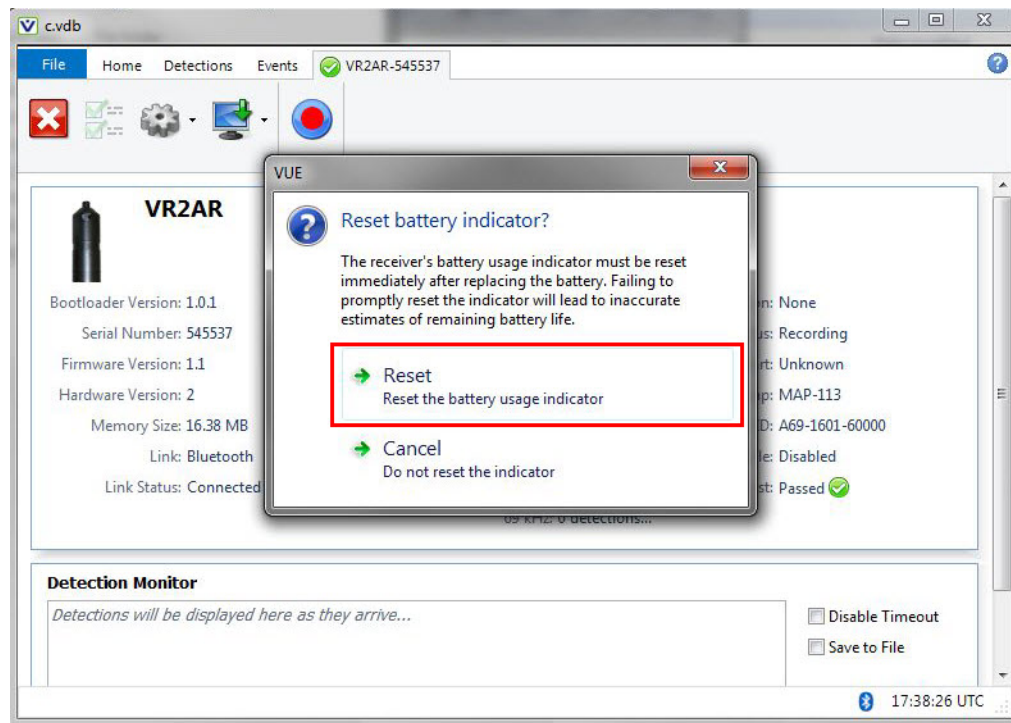 c.vdb
File Home Detections Events VR2AR-545537
VUE
VR2AR
Reset battery indicator?
The receiver's battery usage indicator must be reset
immediately after replacing the battery. Failing to
promptly reset the indicator will lead to inaccurate
estimates of remaining battery life.
Reset
Reset the battery usage indicator
Cancel
Do not reset the indicator
Bootloader Version: 1.0.1
Serial Number: 545537
Firmware Version: 1.1
Hardware Version: 2
Memory Size: 16.38 MB
Link: Bluetooth
Link Status: Connected
None
Recording
Unknown
MAP-113
A69-1601-60000
Disabled
Passed
69 kHz: 0 detections...
Detection Monitor
Detections will be displayed here as they arrive...
Disable Timeout
Save to File
17:38:26 UTC